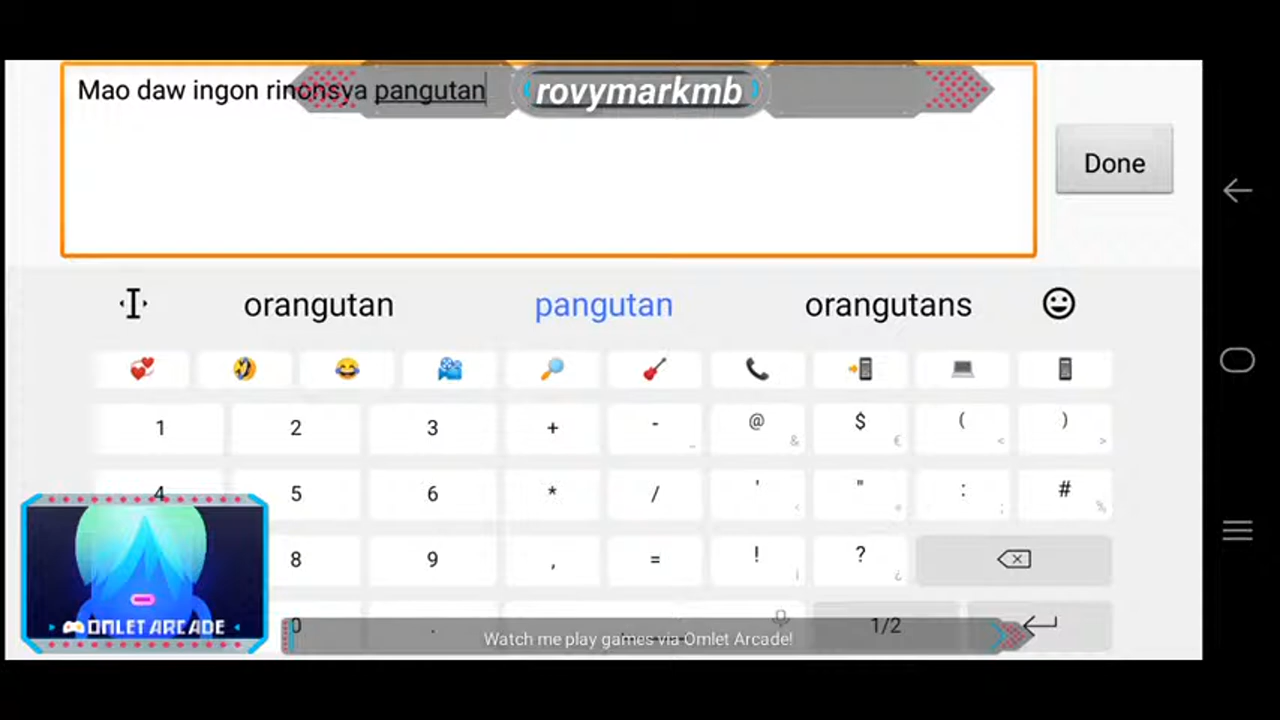 Mao daw ingon rinonsya pangutan
rovymarkmb
Done
orangutan pangutan orangutans
1 2 3 + - _ @ & $ € ( < ) >
4 5 6 * / ' " : ; # %
8 9 , = ! ¡ ? ¿
0 . 1/2
OMLET ARCADE
Watch me play games via Omlet Arcade!